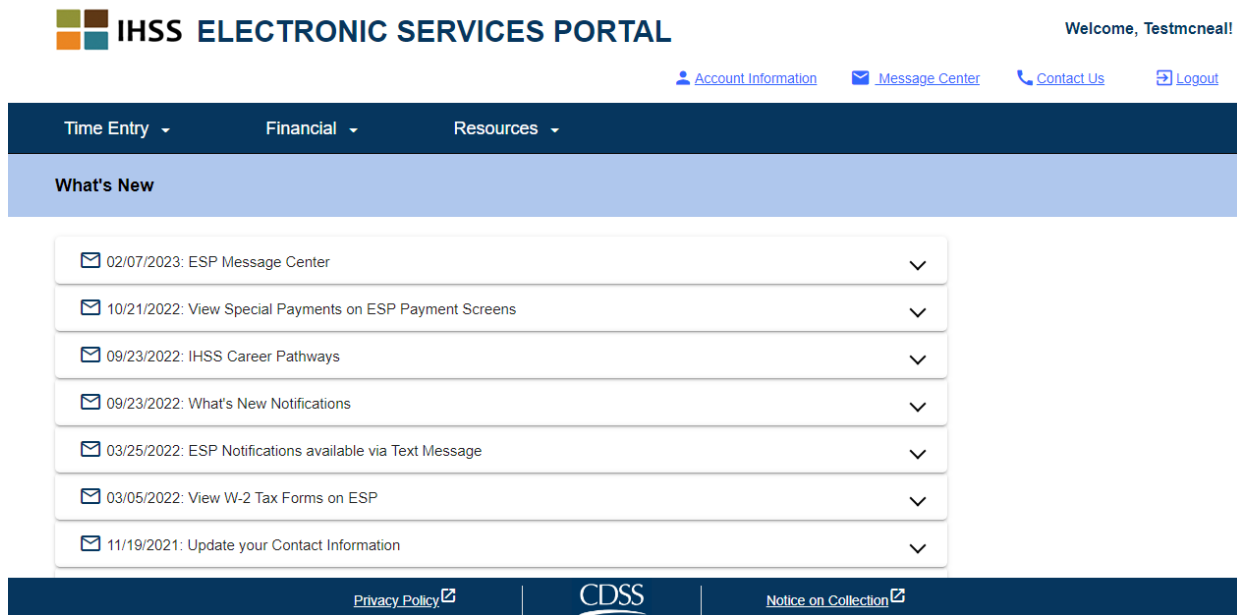 IHSS ELECTRONIC SERVICES PORTAL
Welcome, Testmcneal!
Account Information Message Center Contact Us Logout
Time Entry Financial Resources
What's New
02/07/2023: ESP Message Center
10/21/2022: View Special Payments on ESP Payment Screens
09/23/2022: IHSS Career Pathways
09/23/2022: What's New Notifications
03/25/2022: ESP Notifications available via Text Message
03/05/2022: View W-2 Tax Forms on ESP
11/19/2021: Update your Contact Information
Privacy Policy CDSS Notice on Collection